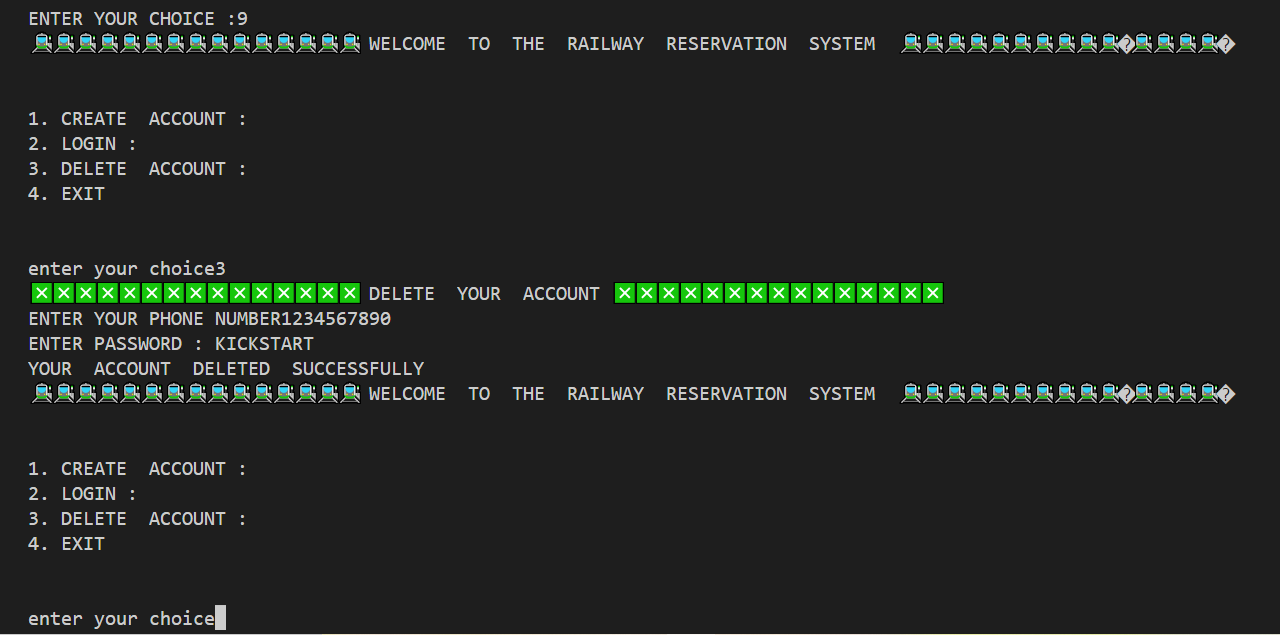 ENTER YOUR CHOICE :9
🚆🚆🚆🚆🚆🚆🚆🚆🚆🚆🚆🚆🚆🚆🚆 WELCOME  TO  THE  RAILWAY  RESERVATION  SYSTEM  🚆🚆🚆🚆🚆🚆🚆🚆🚆🚆�🚆🚆🚆🚆�
1. CREATE  ACCOUNT :
2. LOGIN :
3. DELETE  ACCOUNT :
4. EXIT
enter your choice3
❎❎❎❎❎❎❎❎❎❎❎❎❎❎❎ DELETE  YOUR  ACCOUNT ❎❎❎❎❎❎❎❎❎❎❎❎❎❎❎
ENTER YOUR PHONE NUMBER1234567890
ENTER PASSWORD : KICKSTART
YOUR  ACCOUNT  DELETED  SUCCESSFULLY
🚆🚆🚆🚆🚆🚆🚆🚆🚆🚆🚆🚆🚆🚆🚆 WELCOME  TO  THE  RAILWAY  RESERVATION  SYSTEM  🚆🚆🚆🚆🚆🚆🚆🚆🚆🚆�🚆🚆🚆🚆�
1. CREATE  ACCOUNT :
2. LOGIN :
3. DELETE  ACCOUNT :
4. EXIT
enter your choice